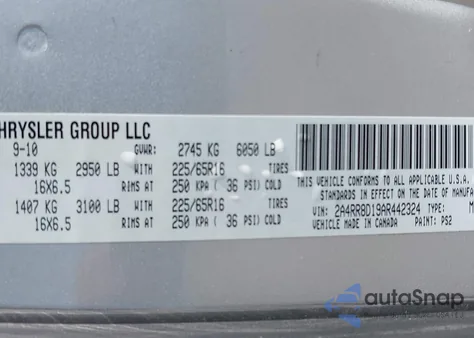 HRYSLER GROUP LLC
9-10 GVWR: 2745 KG 6050 LB
1339 KG 2950 LB WITH 225/65R16 TIRES
16X6.5 RIMS AT 250 KPA ( 36 PSI) COLD
1407 KG 3100 LB WITH 225/65R16 TIRES
16X6.5 RIMS AT 250 KPA ( 36 PSI) COLD
THIS VEHICLE CONFORMS TO ALL APPLICABLE U.S.A.
STANDARDS IN EFFECT ON THE DATE OF MANU
VIN: 2A4RR8D19AR442324 TYPE: M
VEHICLE MADE IN CANADA PAINT: PS2
autoSnap